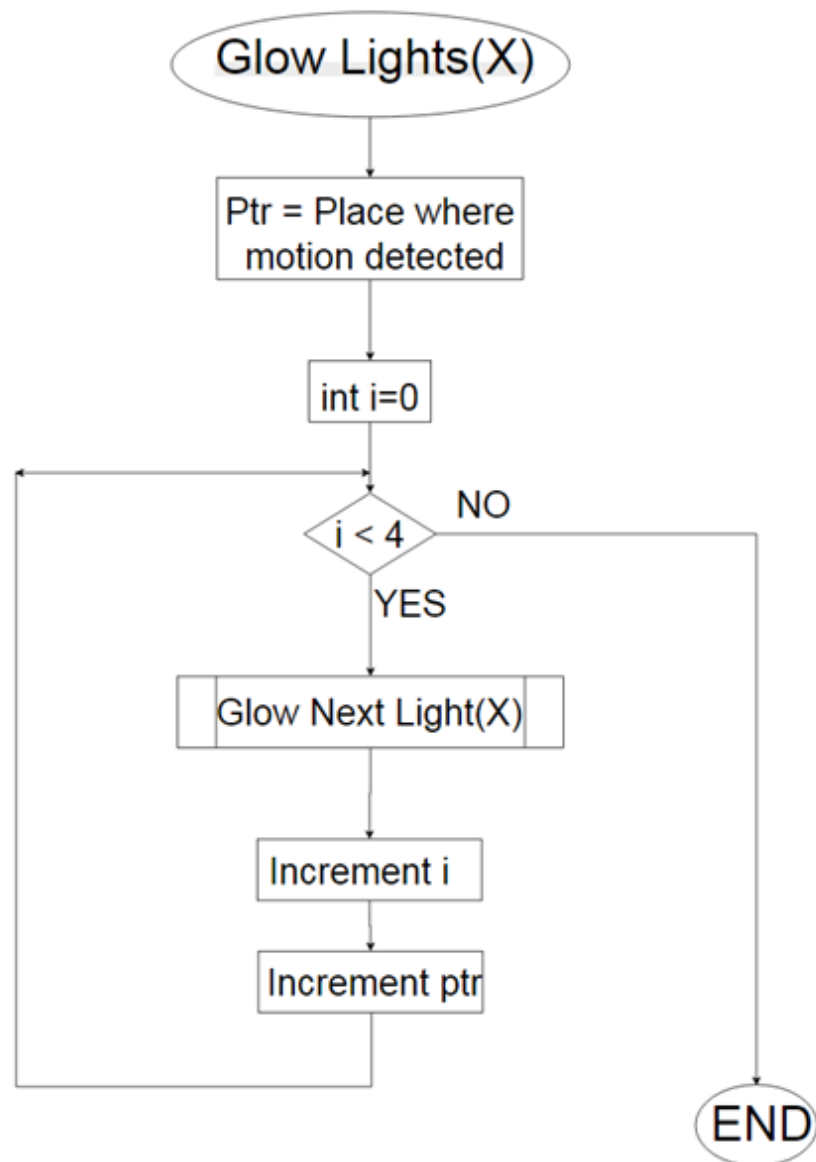 Glow Lights(X)
Ptr = Place where
motion detected
int i=0
i < 4
NO
YES
Glow Next Light(X)
Increment i
Increment ptr
END